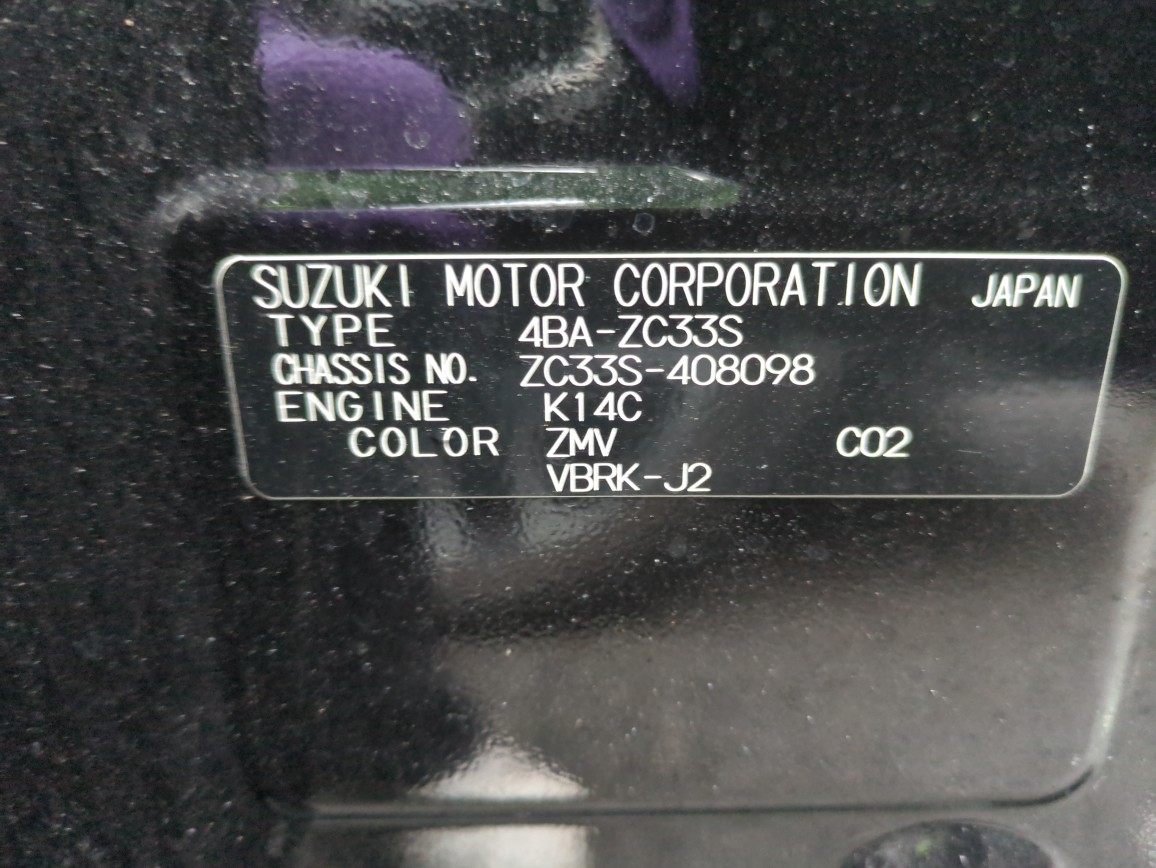 SUZUKI MOTOR CORPORATION JAPAN
TYPE 4BA-ZC33S
CHASSIS NO. ZC33S-408098
ENGINE K14C
COLOR ZMV C02
VBRK-J2